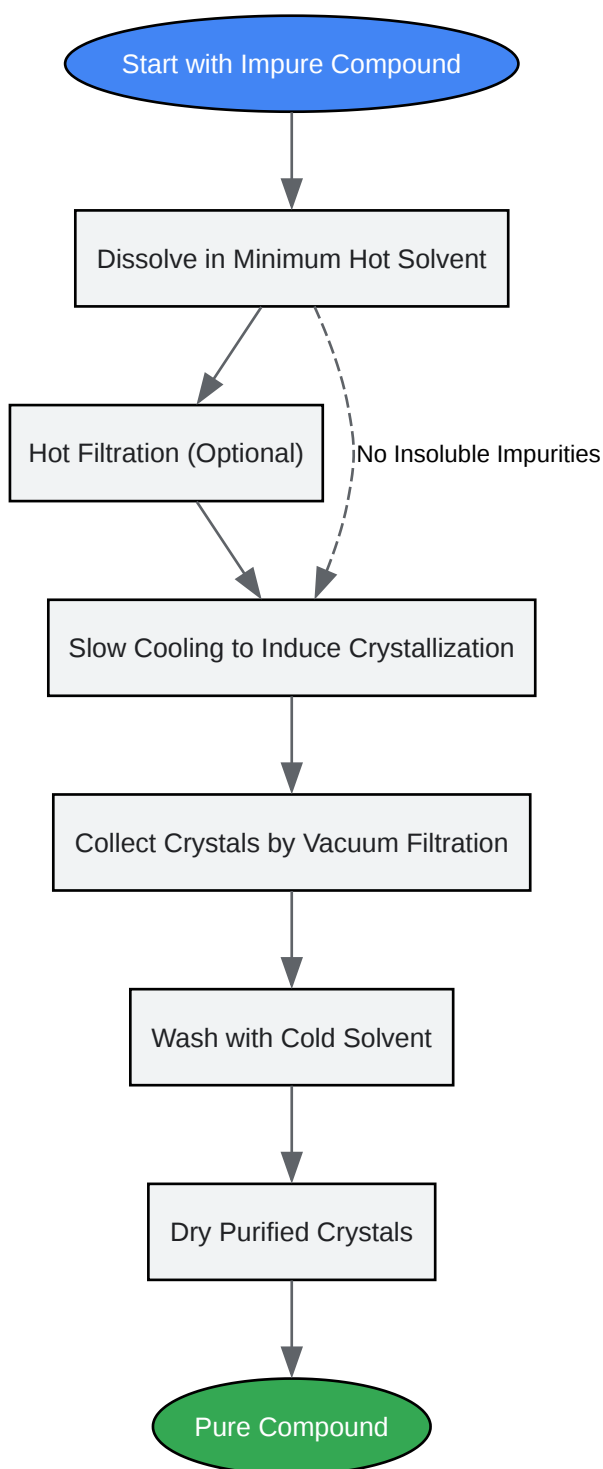 Start with Impure Compound
Dissolve in Minimum Hot Solvent
Hot Filtration (Optional)
No Insoluble Impurities
Slow Cooling to Induce Crystallization
Collect Crystals by Vacuum Filtration
Wash with Cold Solvent
Dry Purified Crystals
Pure Compound